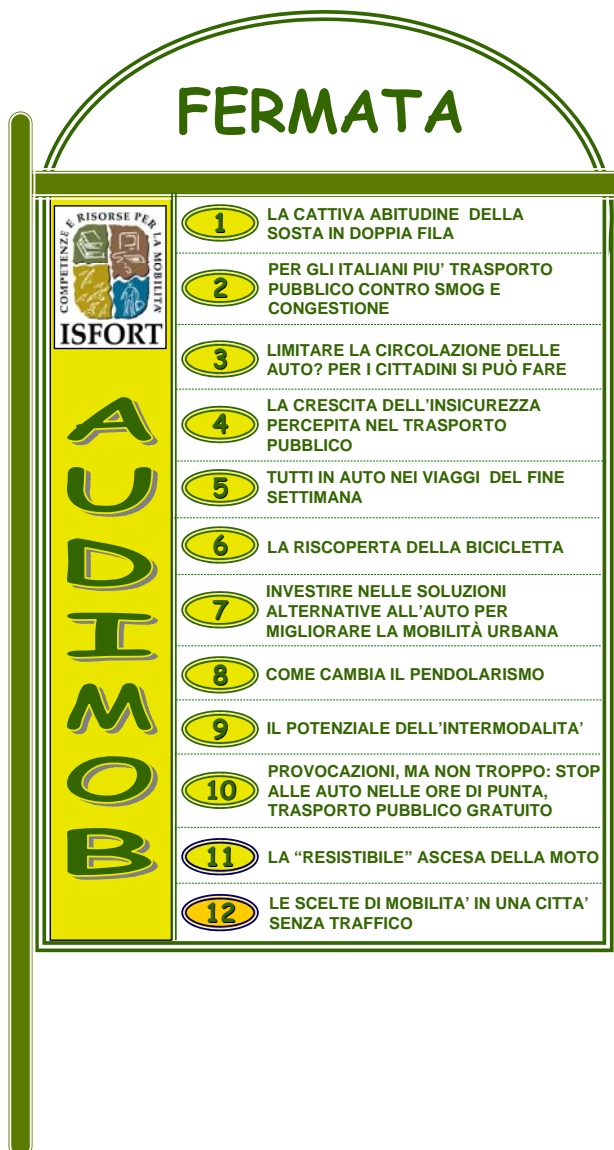 FERMATA
COMPETENZE E RISORSE PER LA MOBILITÀ
ISFORT
AUDIMOB
1
LA CATTIVA ABITUDINE DELLA
SOSTA IN DOPPIA FILA
2
PER GLI ITALIANI PIU' TRASPORTO
PUBBLICO CONTRO SMOG E
CONGESTIONE
3
LIMITARE LA CIRCOLAZIONE DELLE
AUTO? PER I CITTADINI SI PUÒ FARE
4
LA CRESCITA DELL'INSICUREZZA
PERCEPITA NEL TRASPORTO
PUBBLICO
5
TUTTI IN AUTO NEI VIAGGI DEL FINE
SETTIMANA
6
LA RISCOPERTA DELLA BICICLETTA
7
INVESTIRE NELLE SOLUZIONI
ALTERNATIVE ALL'AUTO PER
MIGLIORARE LA MOBILITÀ URBANA
8
COME CAMBIA IL PENDOLARISMO
9
IL POTENZIALE DELL'INTERMODALITA'
10
PROVOCAZIONI, MA NON TROPPO: STOP
ALLE AUTO NELLE ORE DI PUNTA,
TRASPORTO PUBBLICO GRATUITO
11
LA "RESISTIBILE" ASCESA DELLA MOTO
12
LE SCELTE DI MOBILITA' IN UNA CITTA'
SENZA TRAFFICO